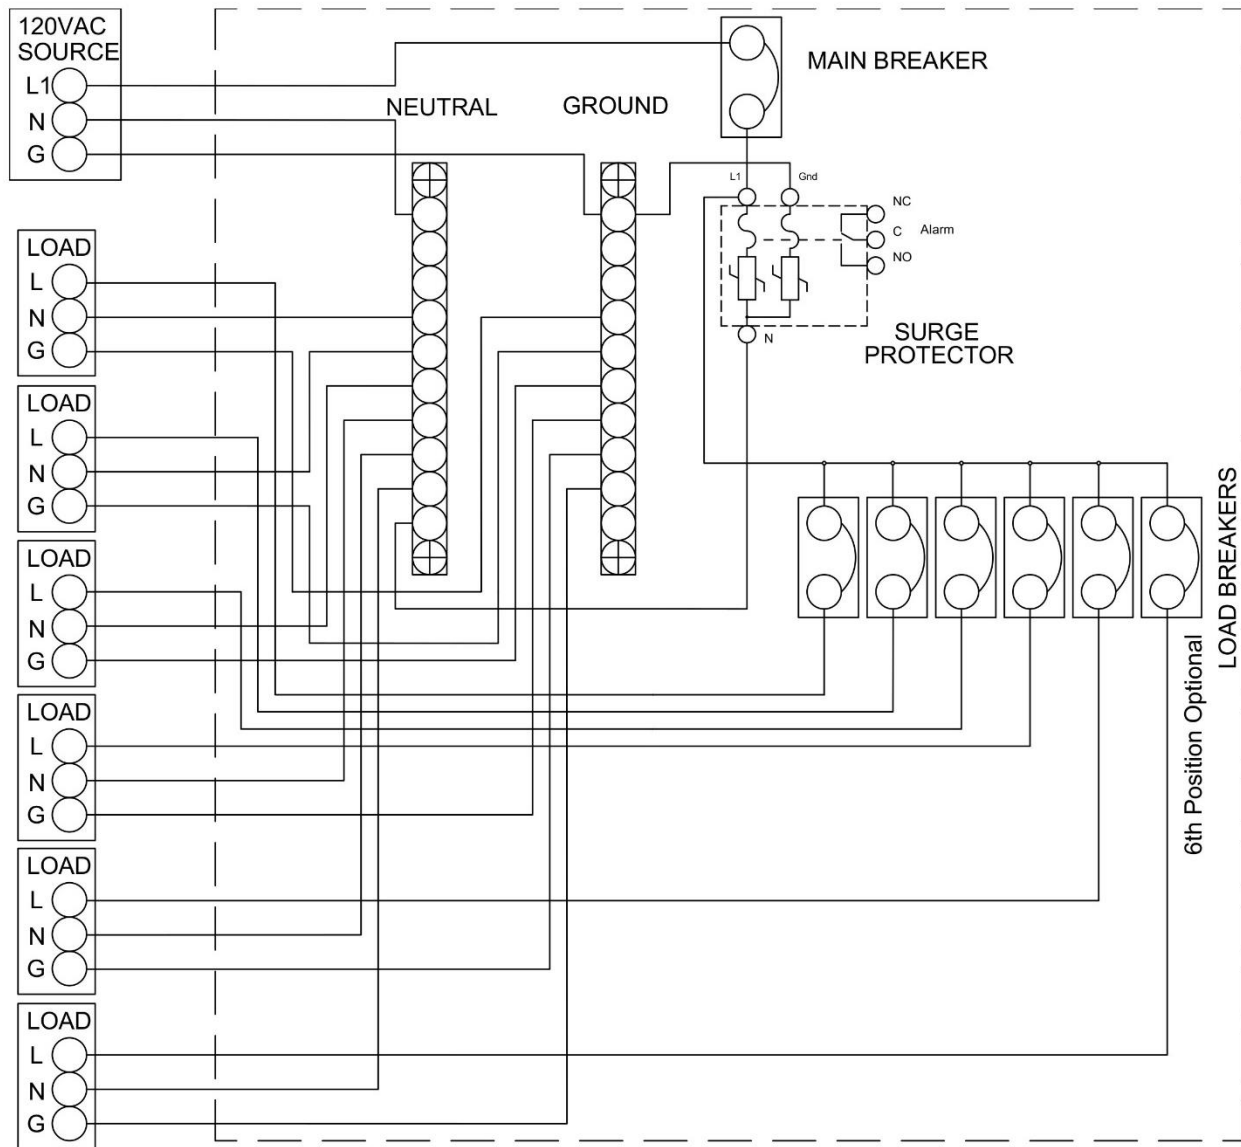 120VAC
SOURCE
L1
N
G
NEUTRAL
GROUND
MAIN BREAKER
L1
Gnd
NC
C
Alarm
NO
N
SURGE
PROTECTOR
LOAD
L
N
G
LOAD
L
N
G
LOAD
L
N
G
LOAD
L
N
G
LOAD
L
N
G
LOAD
L
N
G
LOAD BREAKERS
6th Position Optional